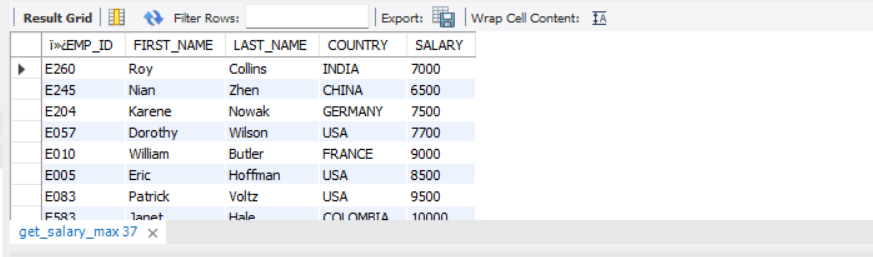 Result Grid Filter Rows: Export: Wrap Cell Content: IA
ï»¿EMP_ID FIRST_NAME LAST_NAME COUNTRY SALARY
E260 Roy Collins INDIA 7000
E245 Nian Zhen CHINA 6500
E204 Karene Nowak GERMANY 7500
E057 Dorothy Wilson USA 7700
E010 William Butler FRANCE 9000
E005 Eric Hoffman USA 8500
E083 Patrick Voltz USA 9500
E583 Janet Hale COLOMBIA 10000
get_salary_max 37 ×